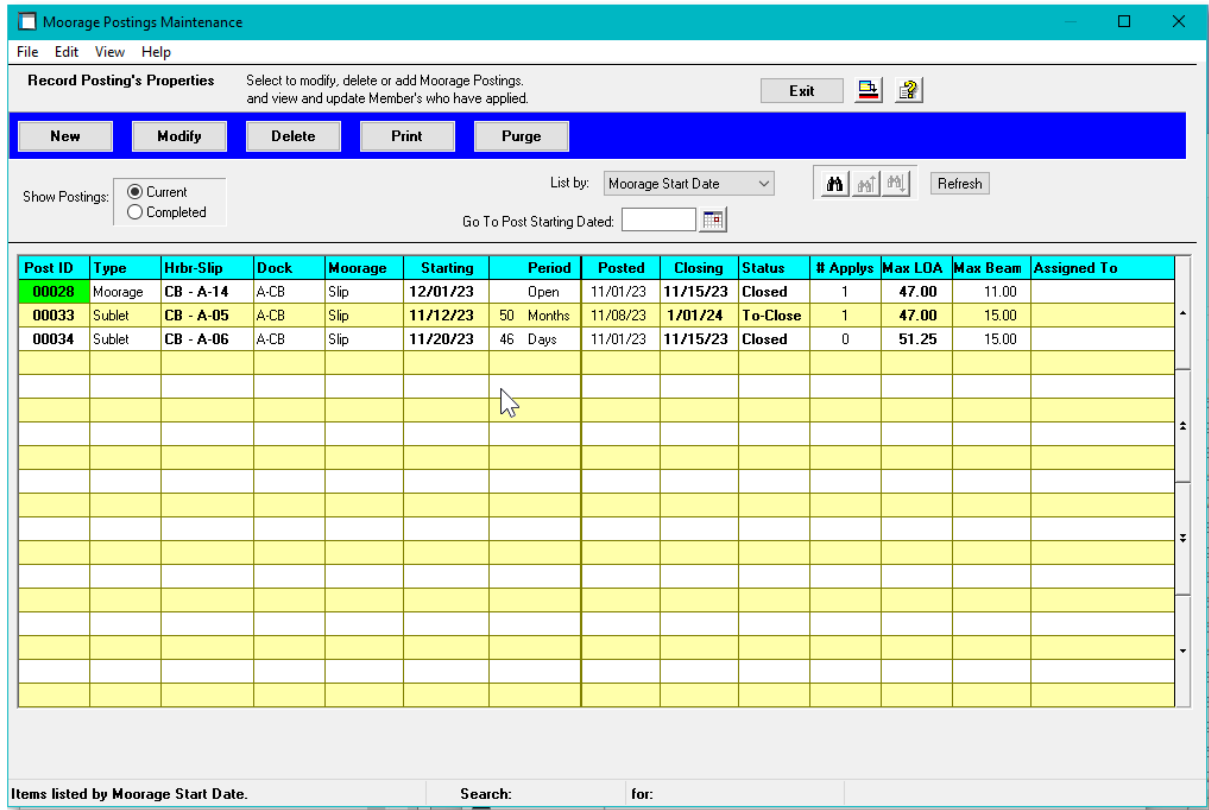 Moorage Postings Maintenance
File Edit View Help
Record Posting's Properties Select to modify, delete or add Moorage Postings.
and view and update Member's who have applied.
Exit
New Modify Delete Print Purge
Show Postings: Current
Completed
List by: Moorage Start Date Refresh
Go To Post Starting Dated:
Post ID Type Hrbr-Slip Dock Moorage Starting Period Posted Closing Status # Applys Max LOA Max Beam Assigned To
00028 Moorage CB - A-14 A-CB Slip 12/01/23 Open 11/01/23 11/15/23 Closed 1 47.00 11.00
00033 Sublet CB - A-05 A-CB Slip 11/12/23 50 Months 11/08/23 1/01/24 To-Close 1 47.00 15.00
00034 Sublet CB - A-06 A-CB Slip 11/20/23 46 Days 11/01/23 11/15/23 Closed 0 51.25 15.00
Items listed by Moorage Start Date. Search: for: